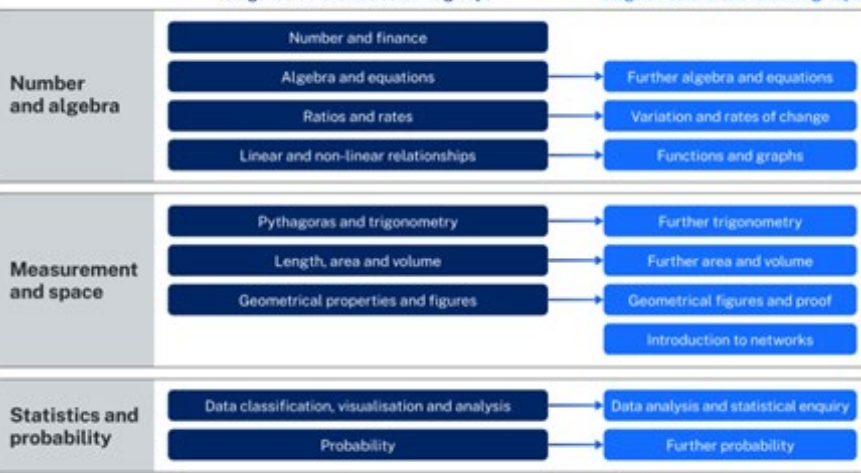 Number
and algebra
Number and finance
Algebra and equations
Further algebra and equations
Ratios and rates
Variation and rates of change
Linear and non-linear relationships
Functions and graphs
Measurement
and space
Pythagoras and trigonometry
Further trigonometry
Length, area and volume
Further area and volume
Geometrical properties and figures
Geometrical figures and proof
Introduction to networks
Statistics and
probability
Data classification, visualisation and analysis
Data analysis and statistical enquiry
Probability
Further probability